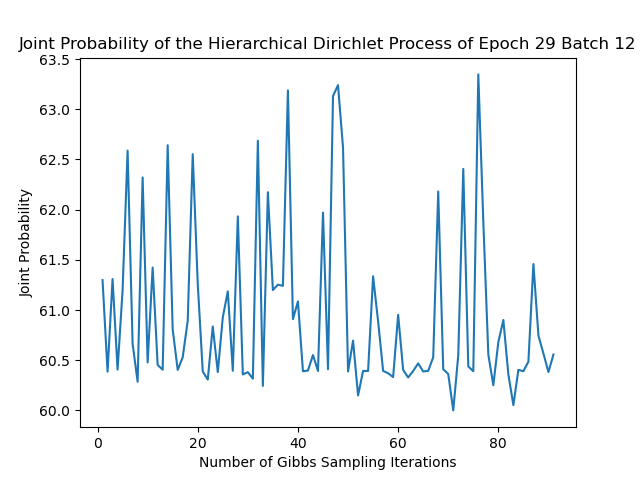 Joint Probability of the Hierarchical Dirichlet Process of Epoch 29 Batch 12
63.5
63.0
62.5
62.0
61.5
61.0
60.5
60.0
Joint Probability
0 20 40 60 80
Number of Gibbs Sampling Iterations